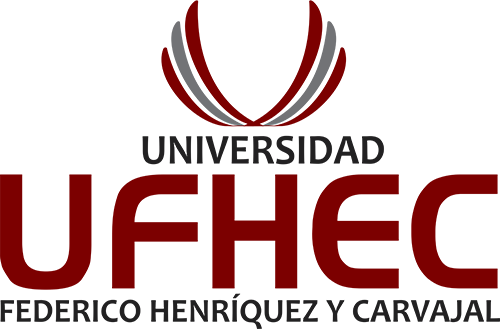 UNIVERSIDAD
UFHEC
FEDERICO HENRÍQUEZ Y CARVAJAL